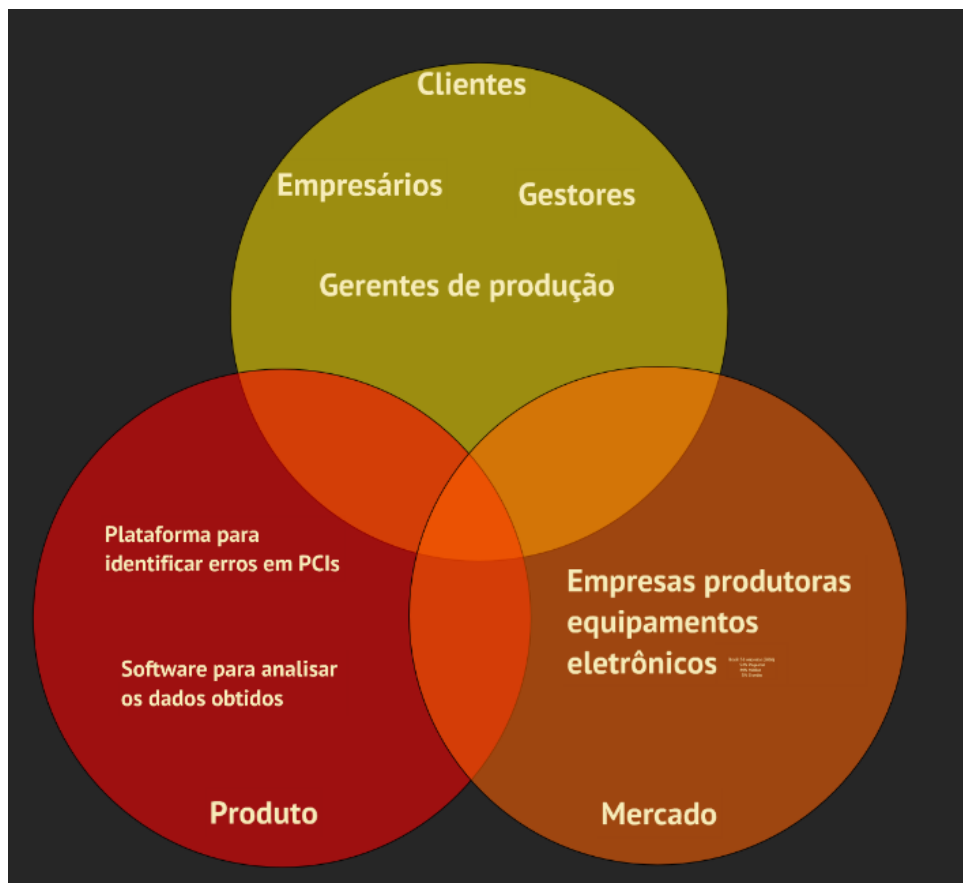 Clientes
Empresários
Gestores
Gerentes de produção
Plataforma para
identificar erros em PCIs
Software para analisar
os dados obtidos
Produto
Empresas produtoras
equipamentos
eletrônicos
Mercado